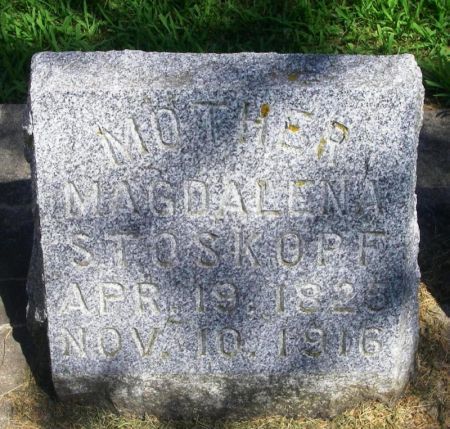 MOTHER
MAGDALENA
STOSKOPF
APR. 19. 1825
NOV. 10. 1916